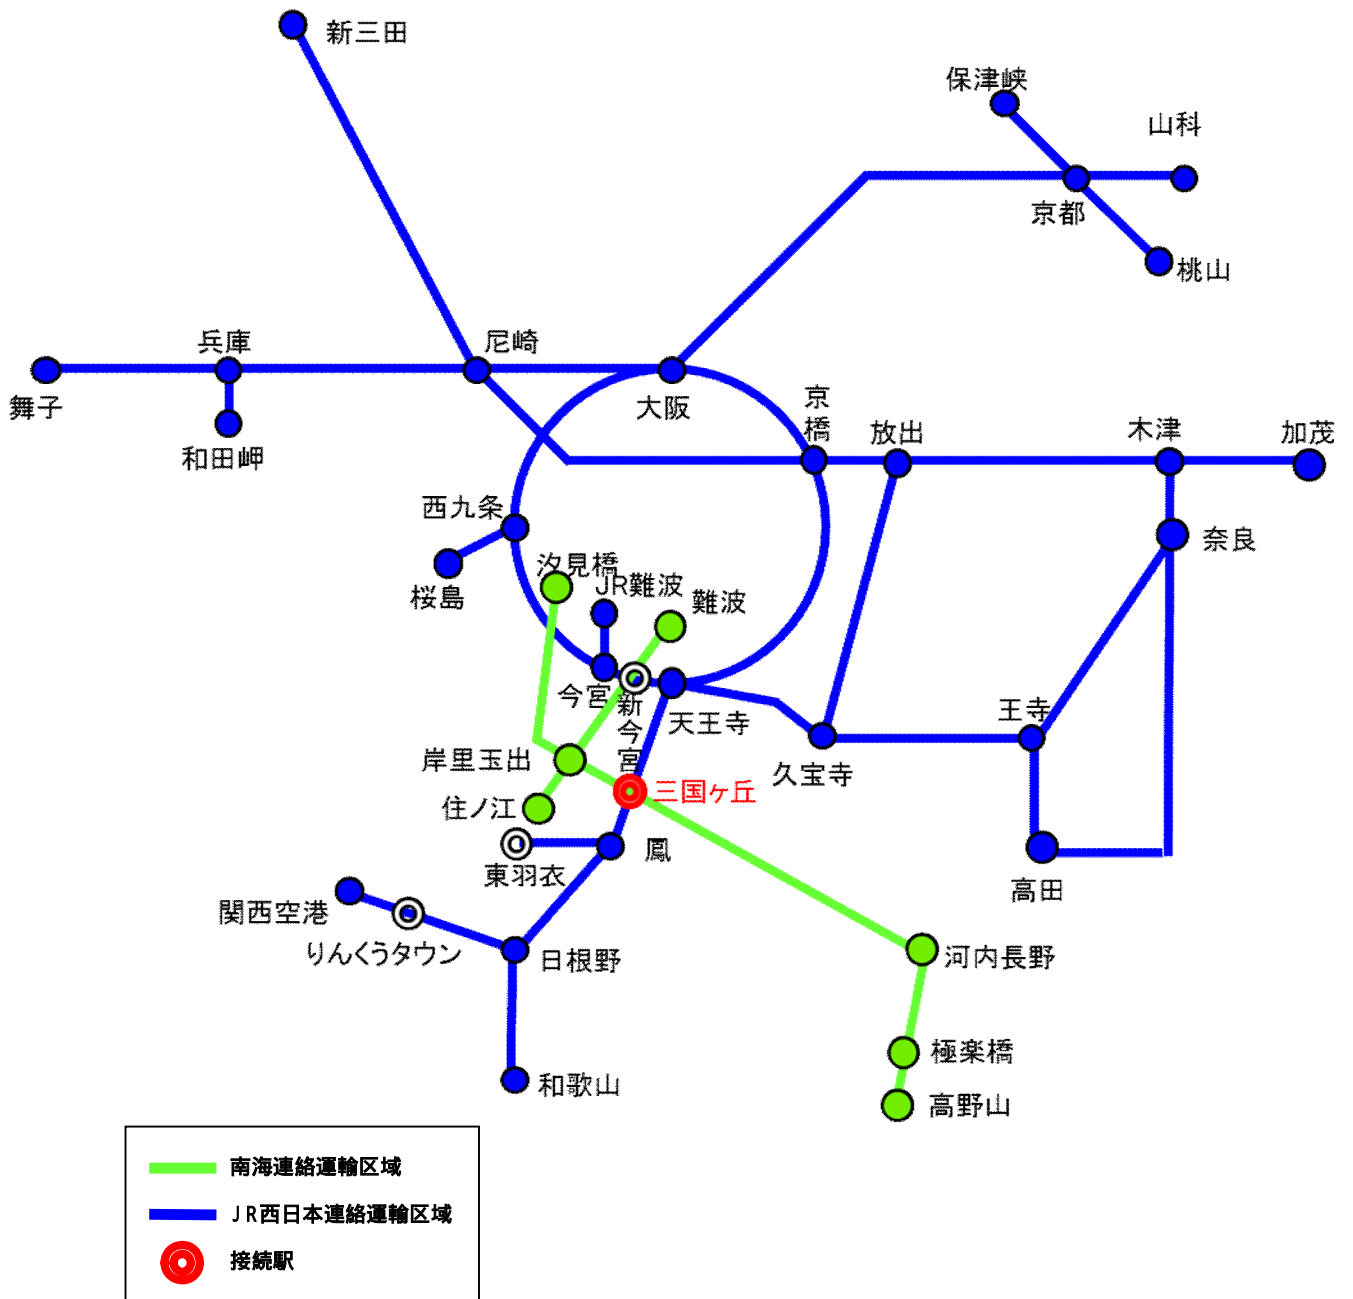 新三田
保津峡
山科
京都
桃山
兵庫
尼崎
舞子
大阪
京橋
放出
木津
加茂
和田岬
西九条
奈良
汐見橋
JR難波
桜島
難波
今宮
新今宮
天王寺
王寺
岸里玉出
久宝寺
三国ヶ丘
住ノ江
鳳
東羽衣
高田
関西空港
りんくうタウン
日根野
河内長野
極楽橋
和歌山
高野山
南海連絡運輸区域
JR西日本連絡運輸区域
接続駅